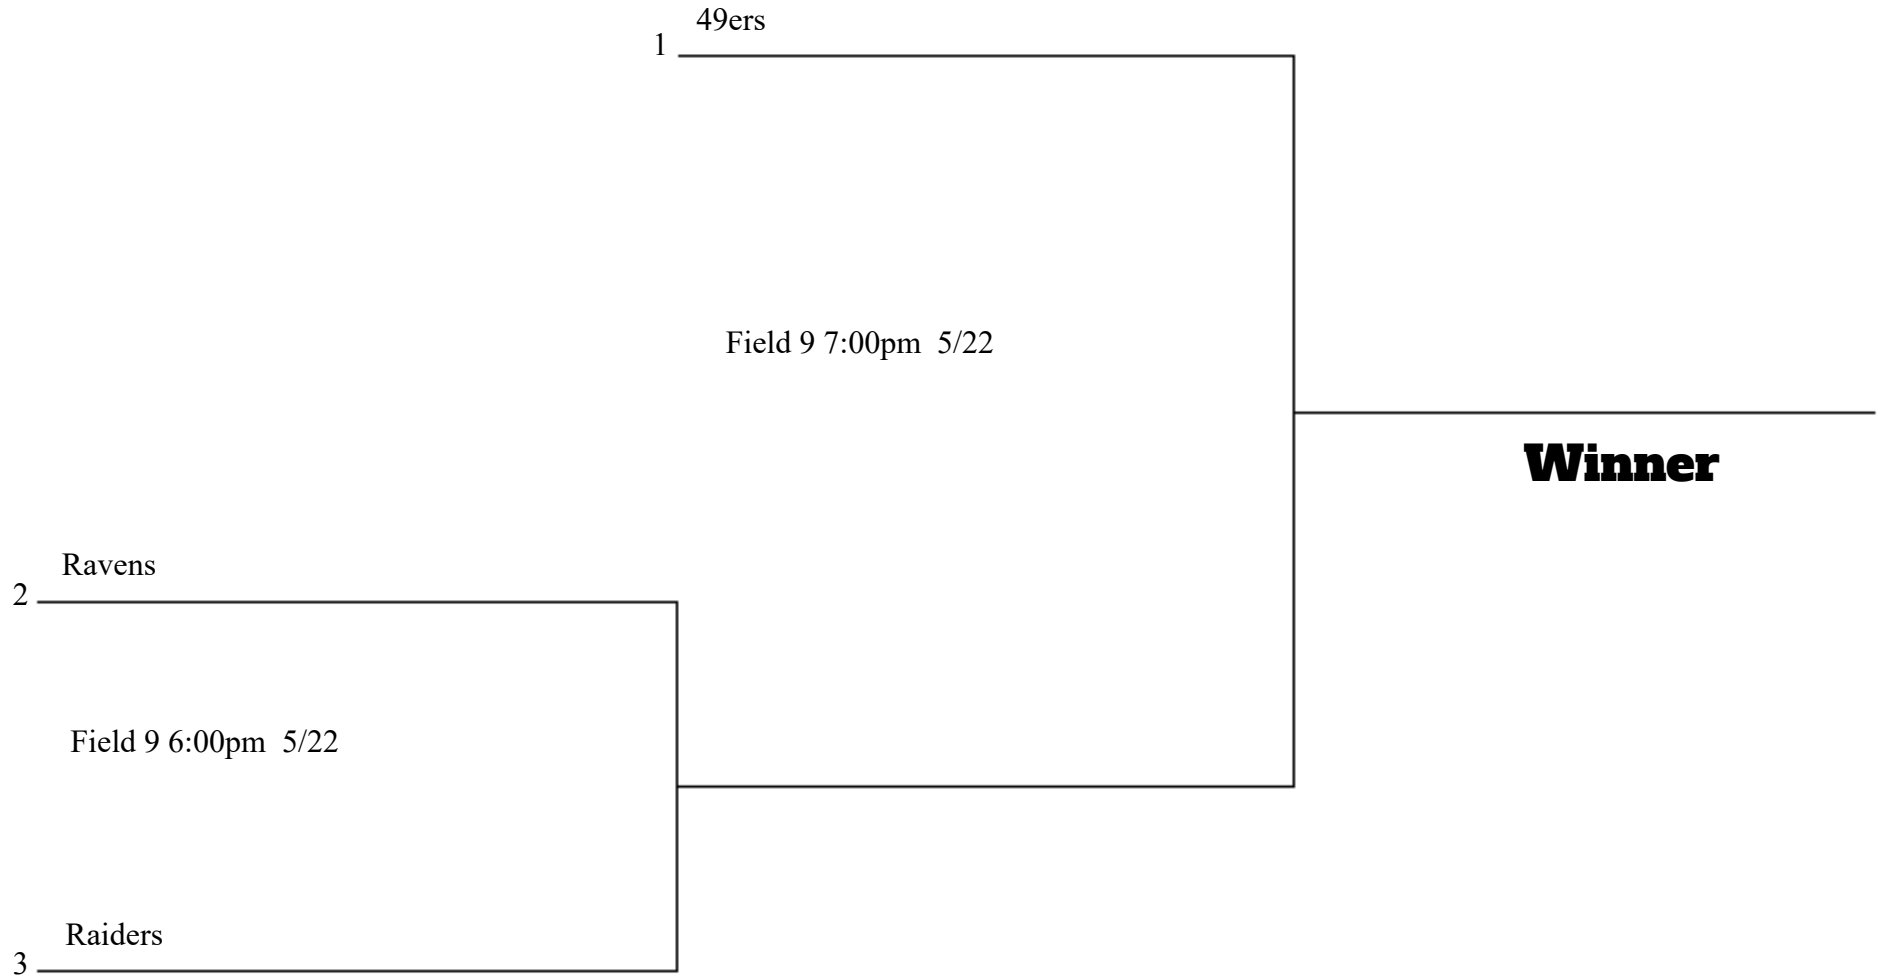 49ers
1
Field 9 7:00pm  5/22
Winner
Ravens
2
Field 9 6:00pm  5/22
Raiders
3